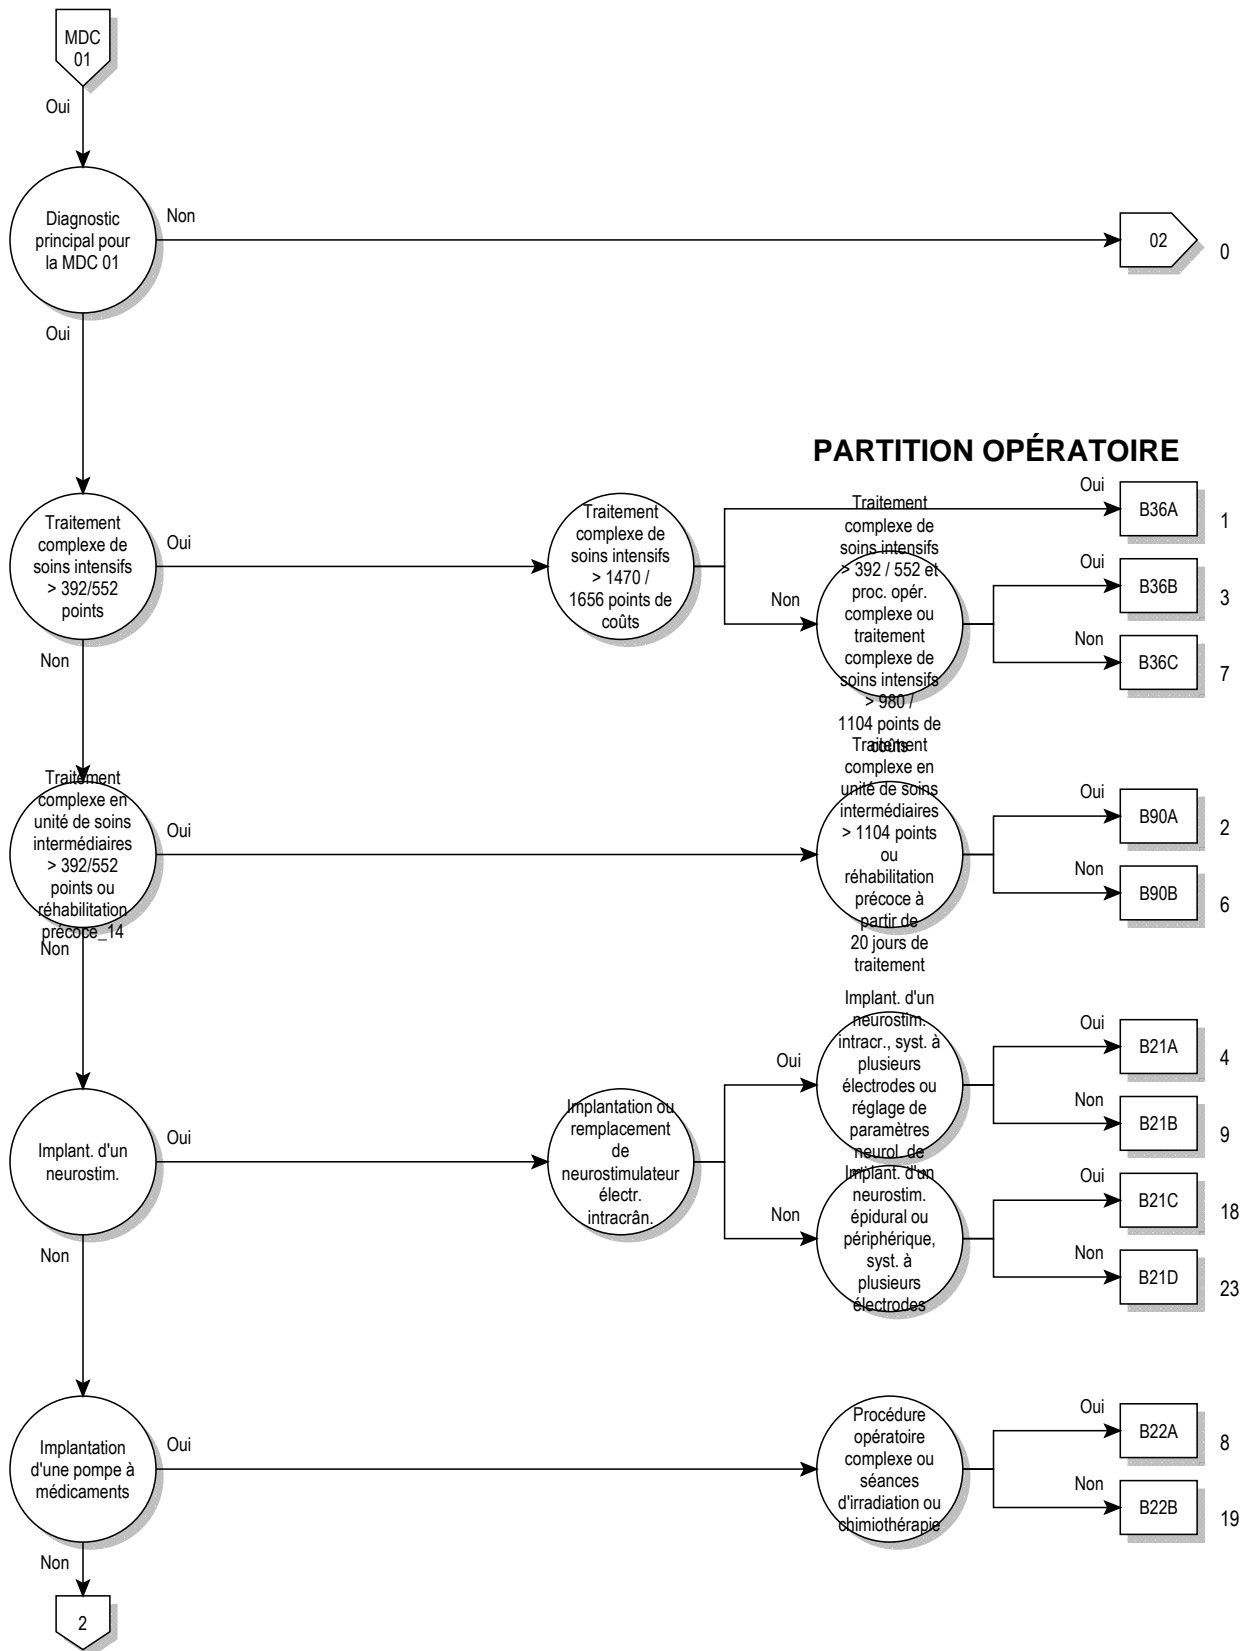 MDC
01
Oui
Diagnostic
principal pour
la MDC 01
Non
02
0
Oui
PARTITION OPÉRATOIRE
Traitement
complexe de
soins intensifs
> 392/552
points
Oui
Traitement
complexe de
soins intensifs
> 1470 /
1656 points de
coûts
Oui
B36A
1
Non
Traitement
complexe de
soins intensifs
> 392 / 552 et
proc. opér.
complexe ou
traitement
complexe de
soins intensifs
> 980 /
1104 points de
coûts
Oui
B36B
3
Non
B36C
7
Non
Traitement
complexe en
unité de soins
intermédiaires
> 392/552
points ou
réhabilitation
précoce_14
Oui
Traitement
complexe en
unité de soins
intermédiaires
> 1104 points
ou
réhabilitation
précoce à
partir de
20 jours de
traitement
Oui
B90A
2
Non
B90B
6
Non
Implant. d'un
neurostim.
Oui
Implantation ou
remplacement
de
neurostimulateur
électr.
intracrân.
Oui
Implant. d'un
neurostim.
intracr., syst. à
plusieurs
électrodes ou
réglage de
paramètres
neurol. de
Oui
B21A
4
Non
B21B
9
Non
Implant. d'un
neurostim.
épidural ou
périphérique,
syst. à
plusieurs
électrodes
Oui
B21C
18
Non
B21D
23
Non
Implantation
d'une pompe à
médicaments
Oui
Procédure
opératoire
complexe ou
séances
d'irradiation ou
chimiothérapie
Oui
B22A
8
Non
B22B
19
Non
2